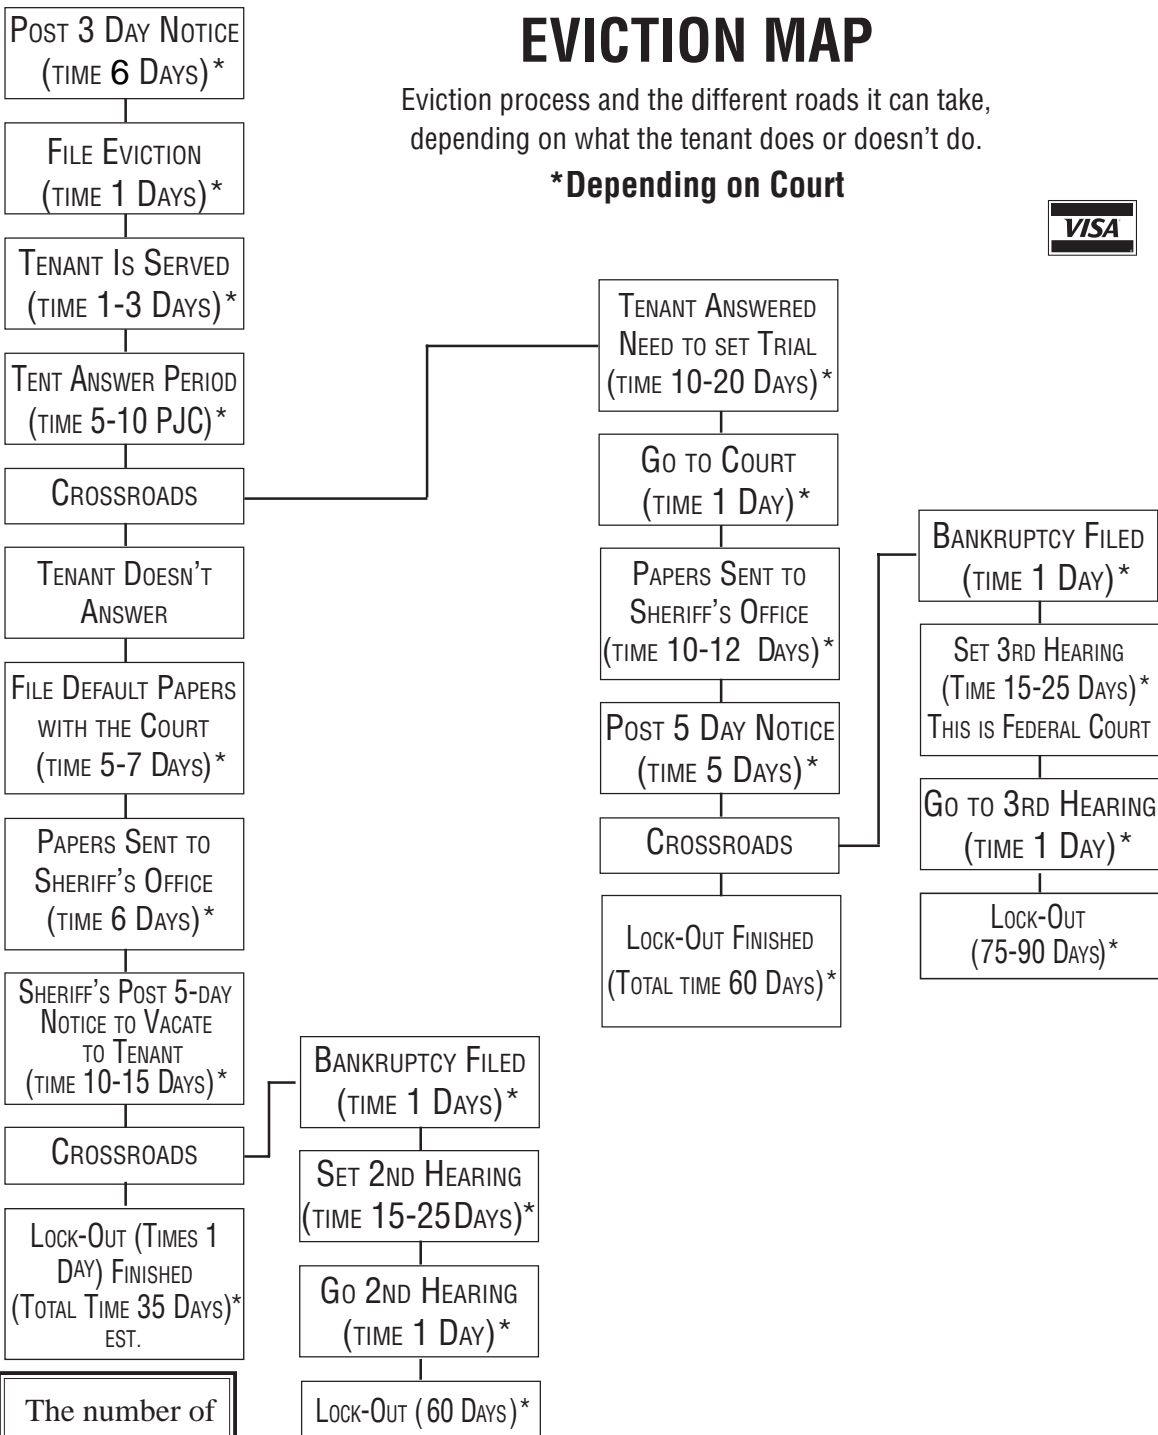 EVICTION MAP
Eviction process and the different roads it can take,
depending on what the tenant does or doesn't do.
*Depending on Court
VISA
Post 3 Day Notice
(time 6 Days)*
File Eviction
(time 1 Days)*
Tenant Is Served
(time 1-3 Days)*
Tent Answer Period
(time 5-10 PJC)*
Crossroads
Tenant Doesn't
Answer
File Default Papers
with the Court
(time 5-7 Days)*
Papers Sent to
Sheriff's Office
(time 6 Days)*
Sheriff's Post 5-day
Notice to Vacate
to Tenant
(time 10-15 Days)*
Crossroads
Lock-Out (Times 1
Day) Finished
(Total Time 35 Days)*
est.
The number of
Bankruptcy Filed
(time 1 Days)*
Set 2nd Hearing
(time 15-25Days)*
Go 2nd Hearing
(time 1 Day)*
Lock-Out (60 Days)*
Tenant Answered
Need to set Trial
(time 10-20 Days)*
Go to Court
(time 1 Day)*
Papers Sent to
Sheriff's Office
(time 10-12 Days)*
Post 5 Day Notice
(time 5 Days)*
Crossroads
Lock-Out Finished
(Total time 60 Days)*
Bankruptcy Filed
(time 1 Day)*
Set 3rd Hearing
(Time 15-25 Days)*
This is Federal Court
Go to 3rd Hearing
(time 1 Day)*
Lock-Out
(75-90 Days)*